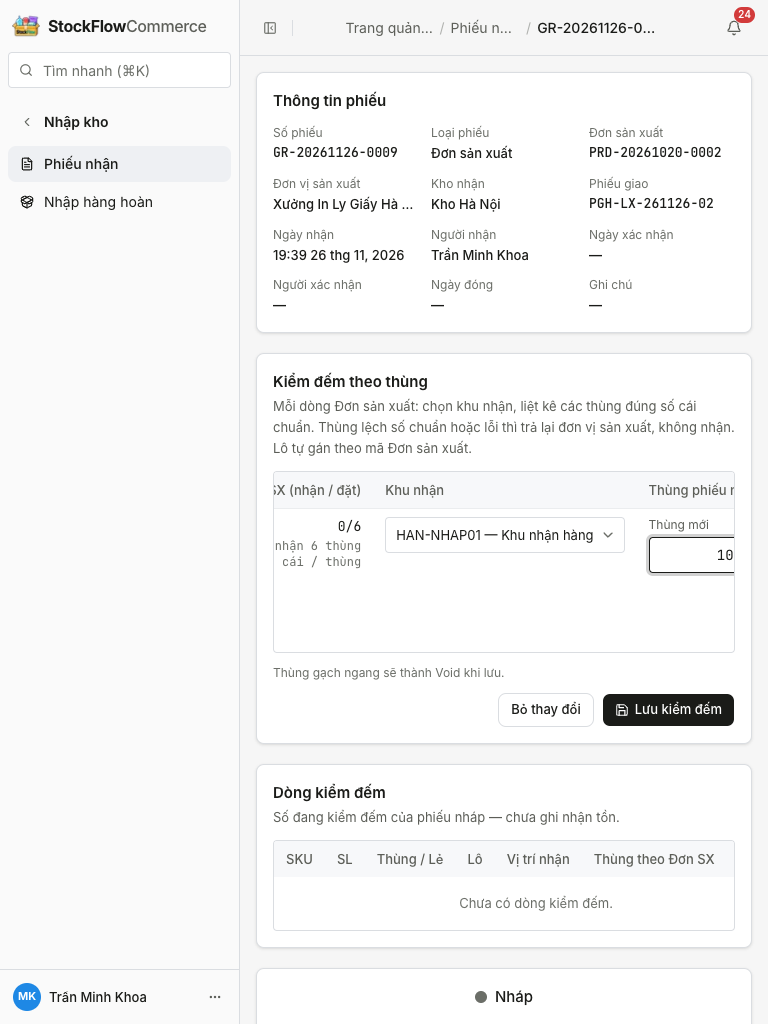 StockFlowCommerce
Tìm nhanh (⌘K)
Nhập kho
Phiếu nhận
Nhập hàng hoàn
MK
Trần Minh Khoa
Trang quản... / Phiếu n... / GR-20261126-0...
24
Thông tin phiếu
Số phiếu
GR-20261126-0009
Loại phiếu
Đơn sản xuất
Đơn sản xuất
PRD-20261020-0002
Đơn vị sản xuất
Xưởng In Ly Giấy Hà ...
Kho nhận
Kho Hà Nội
Phiếu giao
PGH-LX-261126-02
Ngày nhận
19:39 26 thg 11, 2026
Người nhận
Trần Minh Khoa
Ngày xác nhận
—
Người xác nhận
—
Ngày đóng
—
Ghi chú
—
Kiểm đếm theo thùng
Mỗi dòng Đơn sản xuất: chọn khu nhận, liệt kê các thùng đúng số cái
chuẩn. Thùng lệch số chuẩn hoặc lỗi thì trả lại đơn vị sản xuất, không nhận.
Lô tự gán theo mã Đơn sản xuất.
SX (nhận / đặt)
Khu nhận
Thùng phiếu
0/6
nhận 6 thùng
cái / thùng
HAN-NHAP01 — Khu nhận hàng
Thùng mới
10
Thùng gạch ngang sẽ thành Void khi lưu.
Bỏ thay đổi
Lưu kiểm đếm
Dòng kiểm đếm
Số đang kiểm đếm của phiếu nháp — chưa ghi nhận tồn.
SKU
SL
Thùng / Lẻ
Lô
Vị trí nhận
Thùng theo Đơn SX
Chưa có dòng kiểm đếm.
Nháp